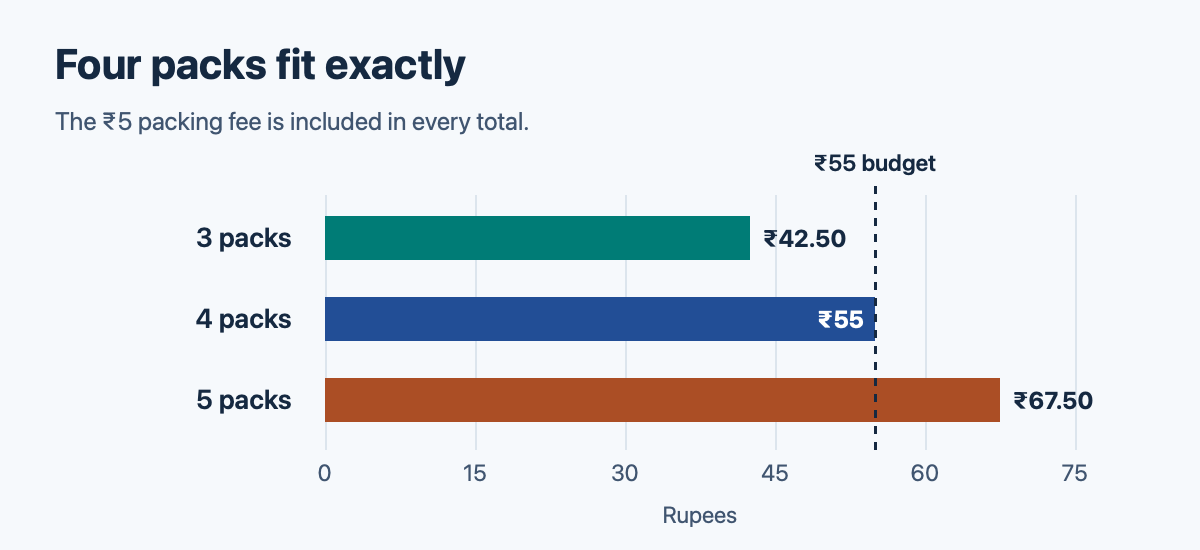 Four packs fit exactly
The ₹5 packing fee is included in every total.
₹55 budget
3 packs ₹42.50
4 packs ₹55
5 packs ₹67.50
0 15 30 45 60 75
Rupees